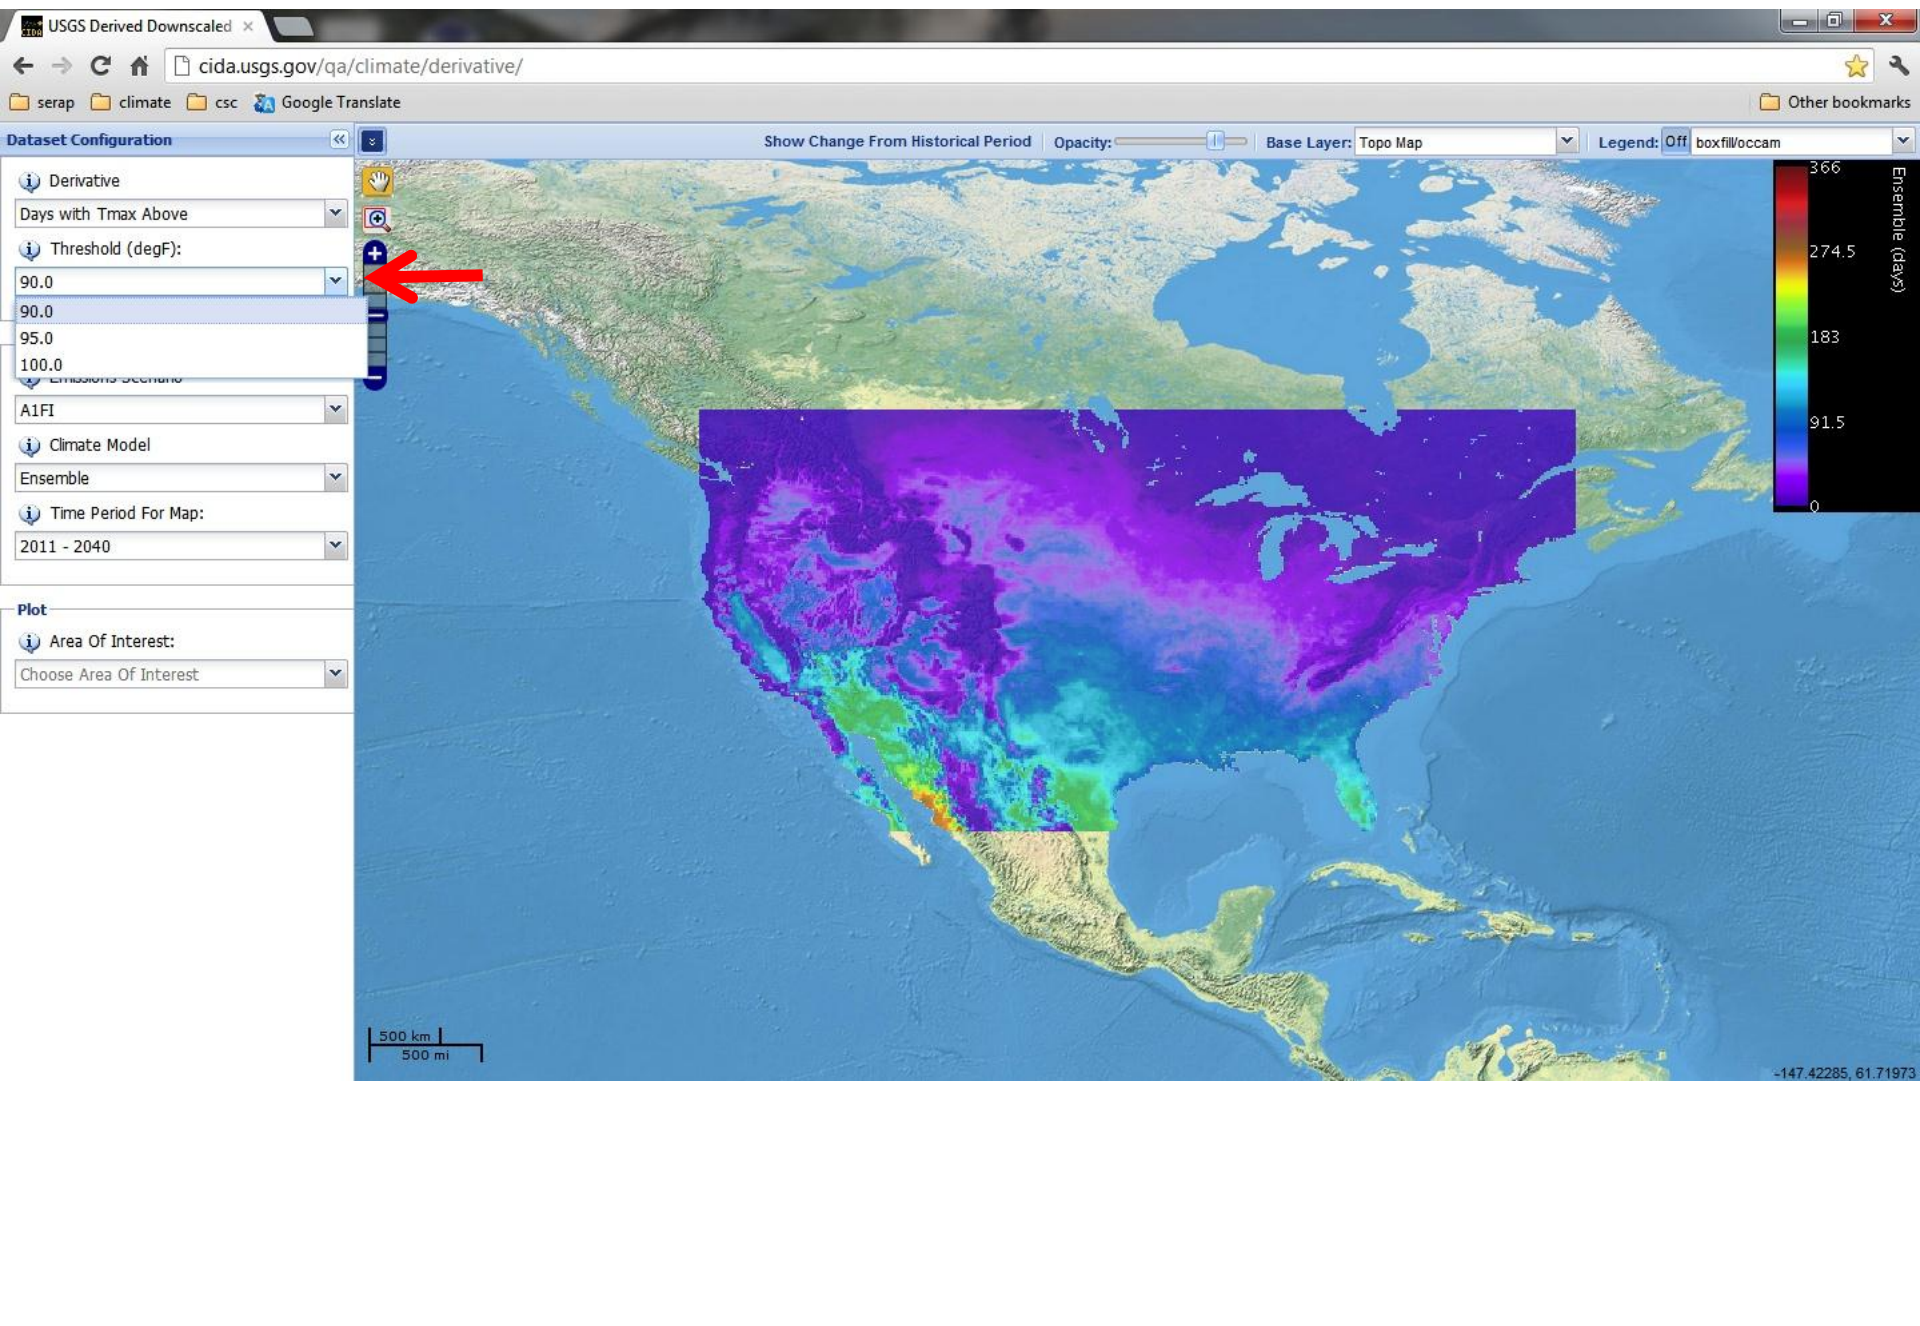 USGS Derived Downscaled
cida.usgs.gov/qa/climate/derivative/
serap climate csc Google Translate Other bookmarks
Dataset Configuration
Show Change From Historical Period Opacity: Base Layer: Topo Map Legend: Off boxfill/occam
Derivative
Days with Tmax Above
Threshold (degF):
90.0
90.0
95.0
100.0
Emissions Scenario
A1FI
Climate Model
Ensemble
Time Period For Map:
2011 - 2040
Plot
Area Of Interest:
Choose Area Of Interest
366
274.5
183
91.5
0
Ensemble (days)
500 km
500 mi
-147.42285, 61.71973